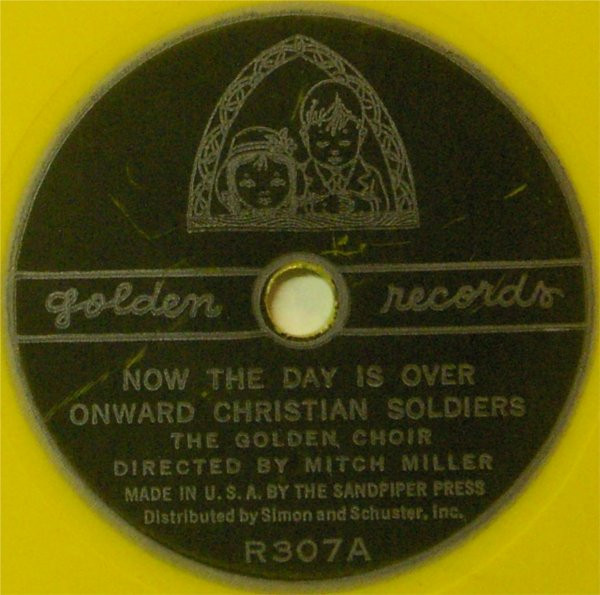 golden records
NOW THE DAY IS OVER
ONWARD CHRISTIAN SOLDIERS
THE GOLDEN CHOIR
DIRECTED BY MITCH MILLER
MADE IN U.S.A. BY THE SANDPIPER PRESS
Distributed by Simon and Schuster, Inc.
R307A